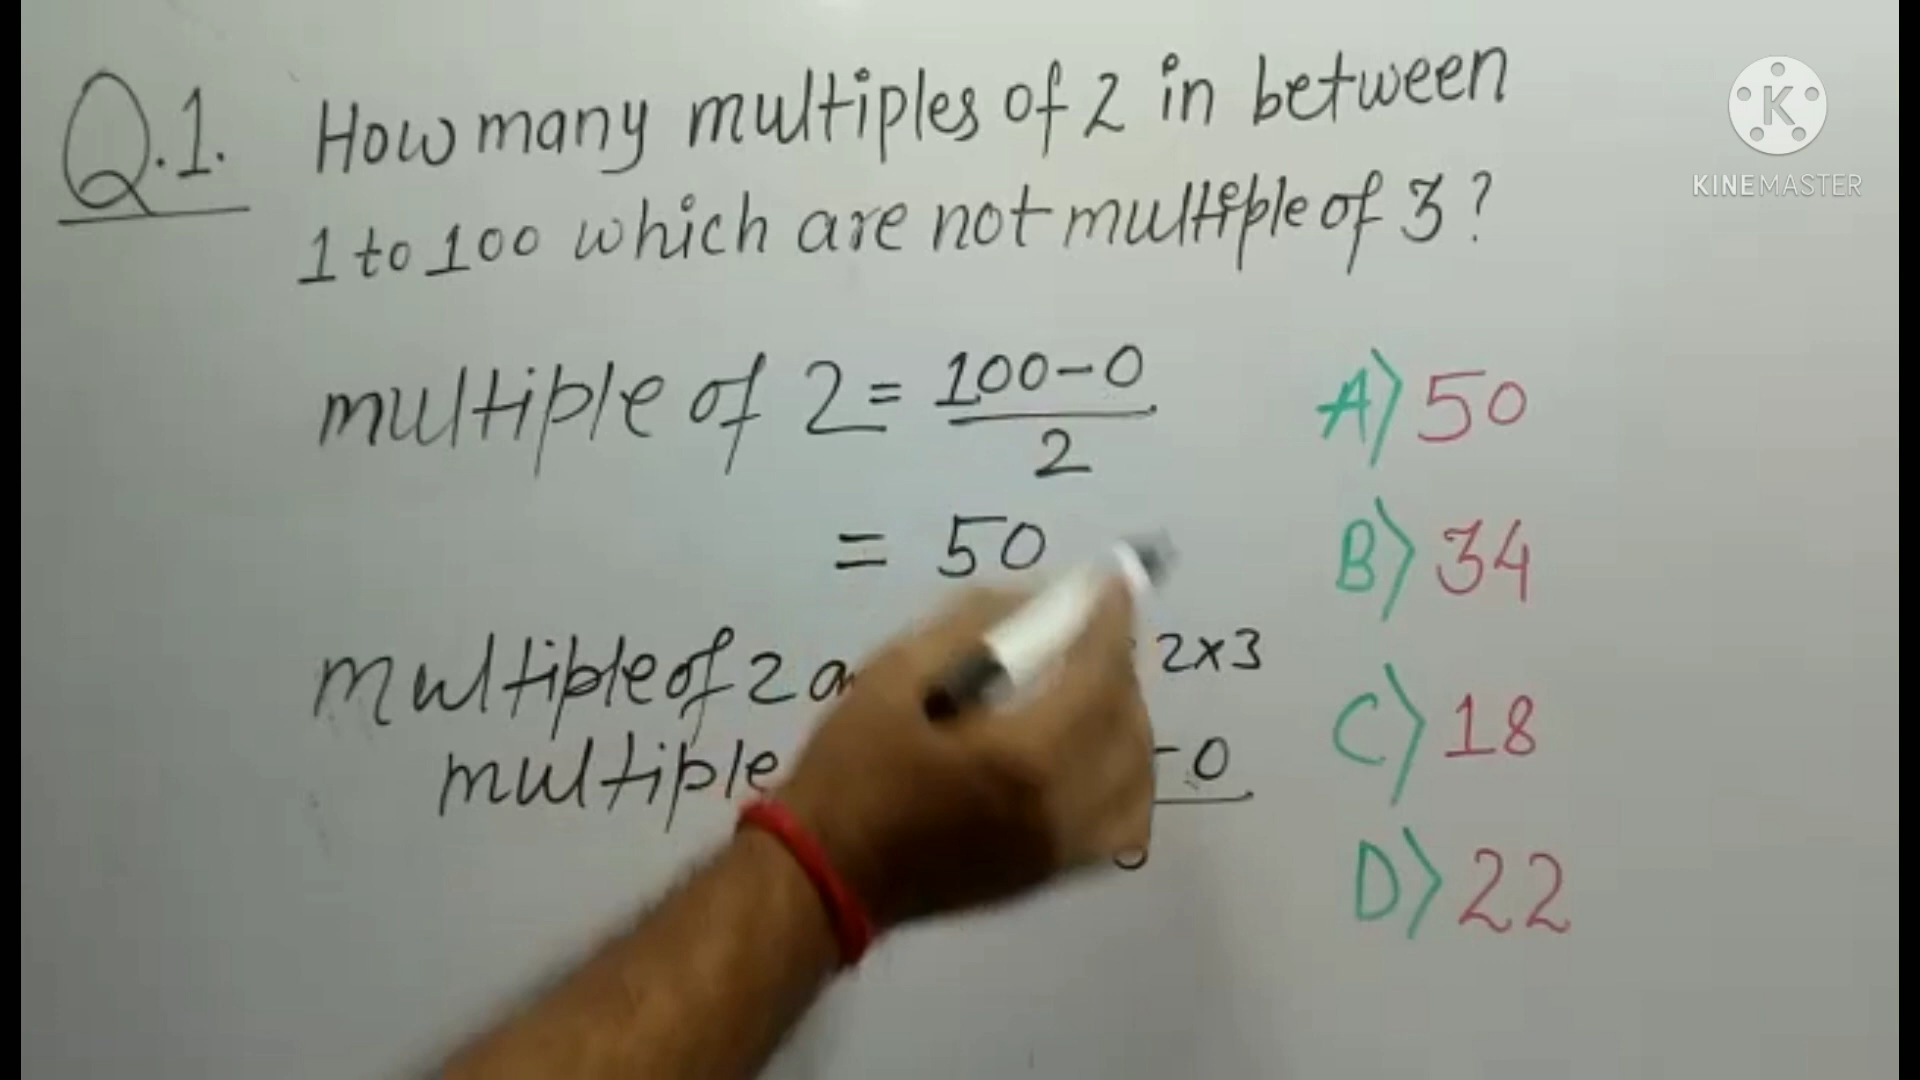 Q.1. How many multiples of 2 in between
1 to 100 which are not multiple of 3?
multiple of 2 = 100-0
2
= 50
multiple of 2 2x3
multiple -0
A) 50
B) 34
C) 18
D) 22
K
KINEMASTER